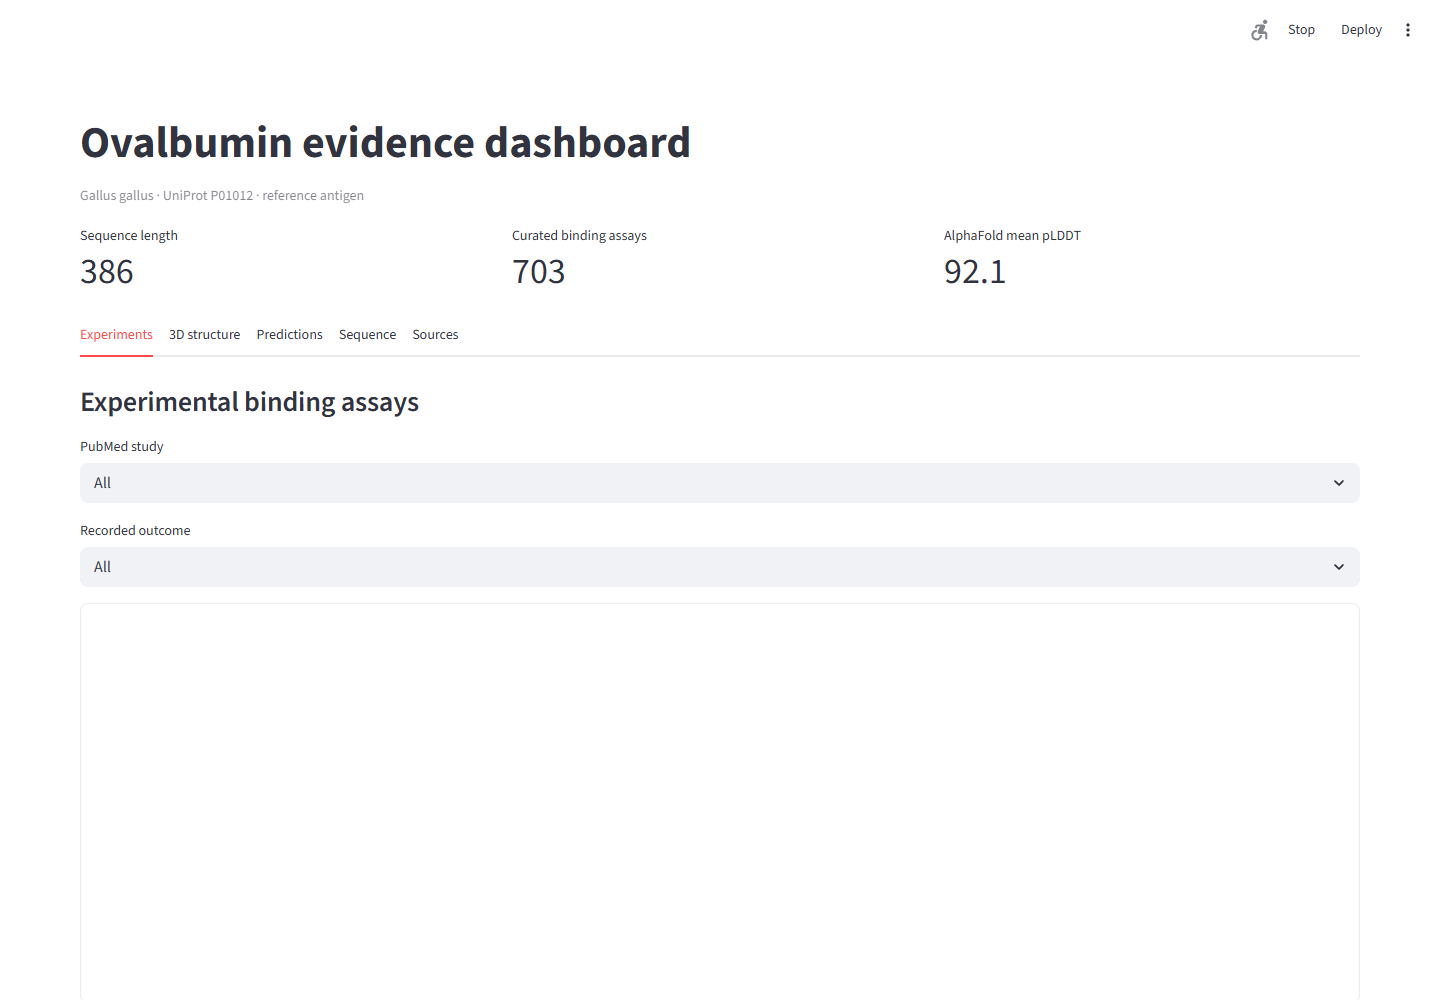 Stop Deploy
Ovalbumin evidence dashboard
Gallus gallus · UniProt P01012 · reference antigen
Sequence length
386
Curated binding assays
703
AlphaFold mean pLDDT
92.1
Experiments 3D structure Predictions Sequence Sources
Experimental binding assays
PubMed study
All
Recorded outcome
All